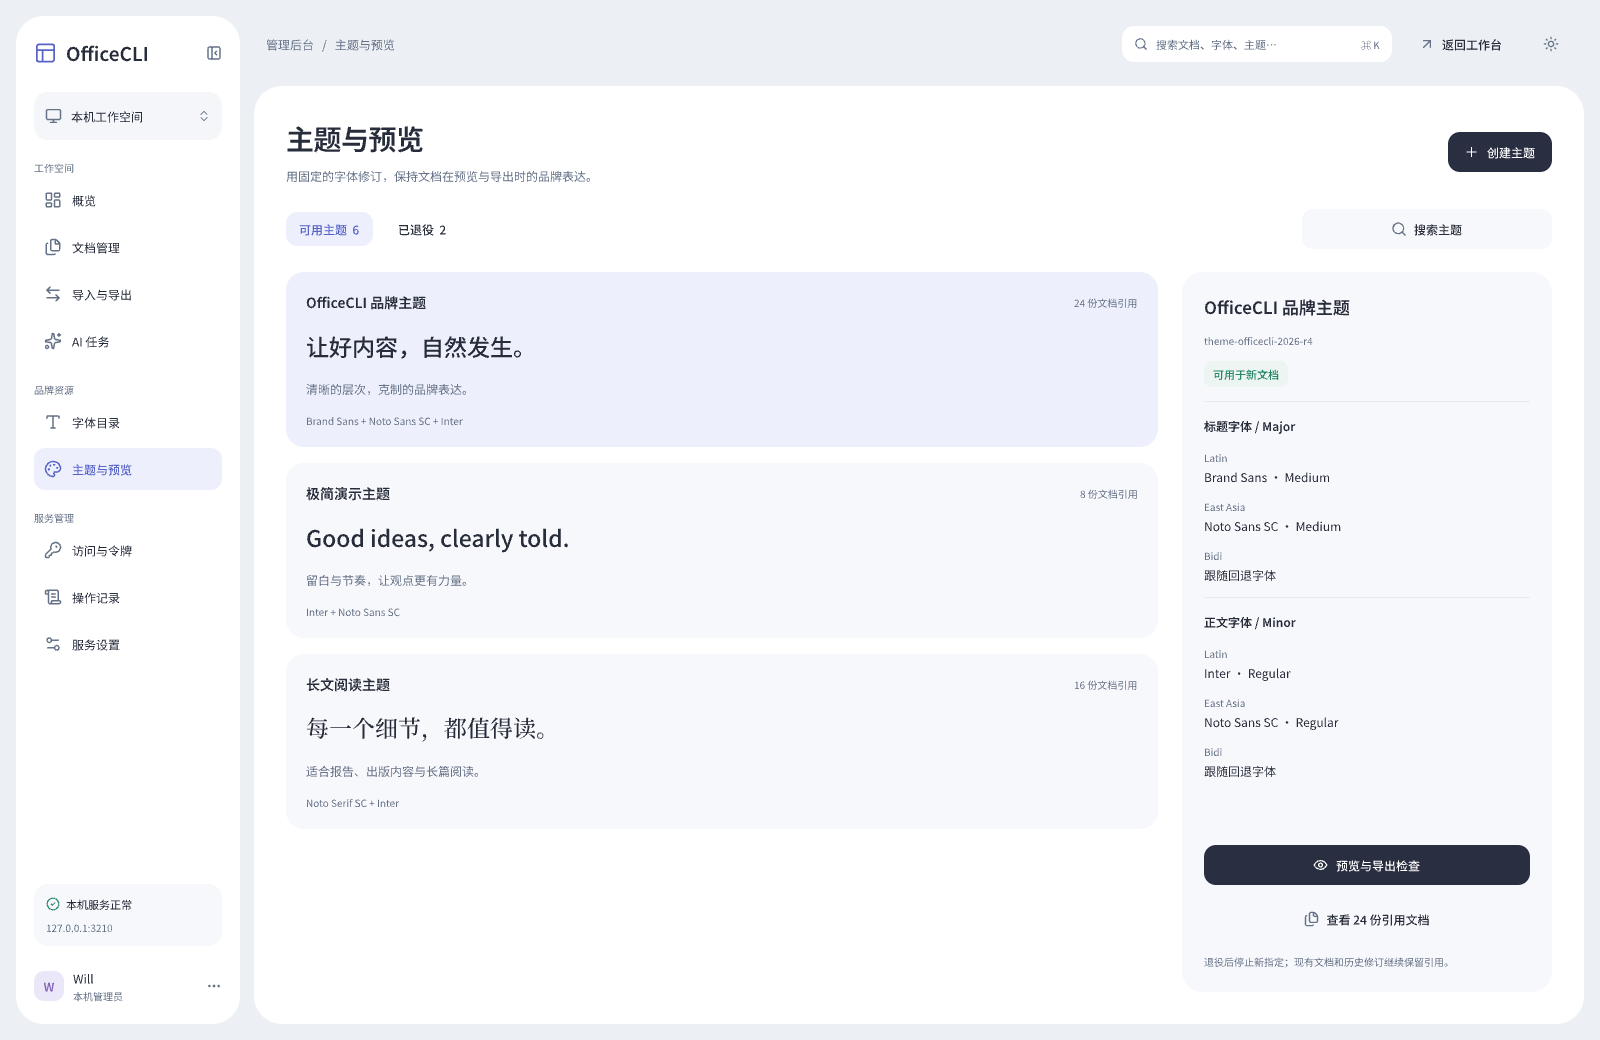 OfficeCLI
本机工作空间
工作空间
概览
文档管理
导入与导出
AI 任务
品牌资源
字体目录
主题与预览
服务管理
访问与令牌
操作记录
服务设置
本机服务正常
127.0.0.1:3210
W
Will
本机管理员
管理后台 / 主题与预览
搜索文档、字体、主题…
⌘ K
返回工作台
主题与预览
用固定的字体修订，保持文档在预览与导出时的品牌表达。
创建主题
可用主题 6
已退役 2
搜索主题
OfficeCLI 品牌主题
24 份文档引用
让好内容，自然发生。
清晰的层次，克制的品牌表达。
Brand Sans + Noto Sans SC + Inter
极简演示主题
8 份文档引用
Good ideas, clearly told.
留白与节奏，让观点更有力量。
Inter + Noto Sans SC
长文阅读主题
16 份文档引用
每一个细节，都值得读。
适合报告、出版内容与长篇阅读。
Noto Serif SC + Inter
OfficeCLI 品牌主题
theme-officecli-2026-r4
可用于新文档
标题字体 / Major
Latin
Brand Sans · Medium
East Asia
Noto Sans SC · Medium
Bidi
跟随回退字体
正文字体 / Minor
Latin
Inter · Regular
East Asia
Noto Sans SC · Regular
Bidi
跟随回退字体
预览与导出检查
查看 24 份引用文档
退役后停止新指定；现有文档和历史修订继续保留引用。